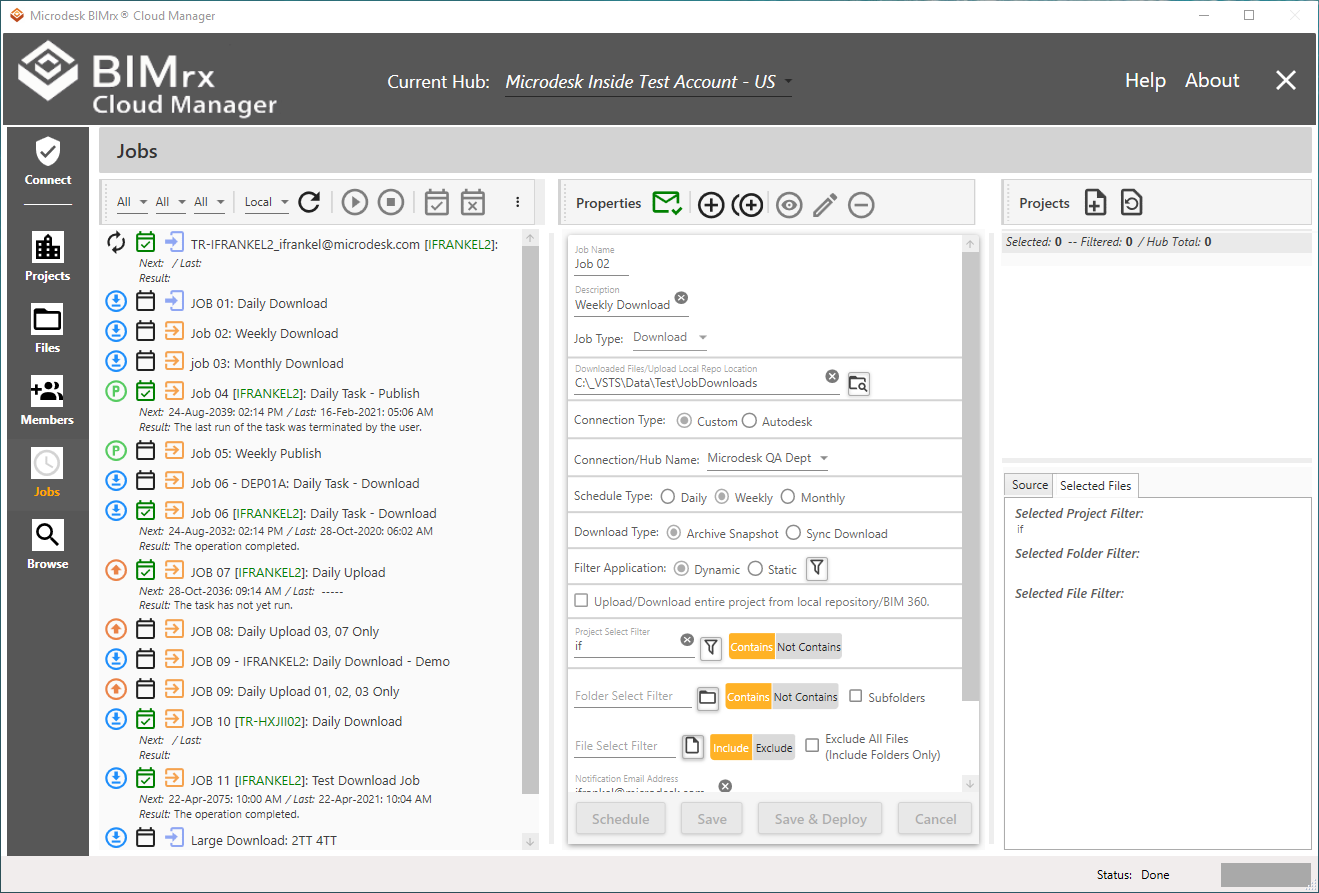 Microdesk BIMrx® Cloud Manager
BIMrx
Cloud Manager
Current Hub: Microdesk Inside Test Account - US
Help About
Connect
Projects
Files
Members
Jobs
Browse
Jobs
All All All Local
TR-IFRANKEL2_ifrankel@microdesk.com [IFRANKEL2]:
Next: / Last:
Result:
JOB 01: Daily Download
Job 02: Weekly Download
job 03: Monthly Download
P Job 04 [IFRANKEL2]: Daily Task - Publish
Next: 24-Aug-2039: 02:14 PM / Last: 16-Feb-2021: 05:06 AM
Result: The last run of the task was terminated by the user.
P Job 05: Weekly Publish
Job 06 - DEP01A: Daily Task - Download
Job 06 [IFRANKEL2]: Daily Task - Download
Next: 24-Aug-2032: 02:14 PM / Last: 28-Oct-2020: 06:02 AM
Result: The operation completed.
JOB 07 [IFRANKEL2]: Daily Upload
Next: 28-Oct-2036: 09:14 AM / Last: -----
Result: The task has not yet run.
JOB 08: Daily Upload 03, 07 Only
JOB 09 - IFRANKEL2: Daily Download - Demo
JOB 09: Daily Upload 01, 02, 03 Only
JOB 10 [TR-HXJII02]: Daily Download
Next: / Last:
Result:
JOB 11 [IFRANKEL2]: Test Download Job
Next: 22-Apr-2075: 10:00 AM / Last: 22-Apr-2021: 10:04 AM
Result: The operation completed.
Large Download: 2TT 4TT
Properties
Job Name
Job 02
Description
Weekly Download
Job Type: Download
Downloaded Files/Upload Local Repo Location
C:\_VSTS\Data\Test\JobDownloads
Connection Type: Custom Autodesk
Connection/Hub Name: Microdesk QA Dept
Schedule Type: Daily Weekly Monthly
Download Type: Archive Snapshot Sync Download
Filter Application: Dynamic Static
Upload/Download entire project from local repository/BIM 360.
Project Select Filter
if
Contains Not Contains
Folder Select Filter Contains Not Contains Subfolders
File Select Filter Include Exclude Exclude All Files
(Include Folders Only)
Notification Email Address
ifrankel@microdesk.com
Schedule Save Save & Deploy Cancel
Projects
Selected: 0 -- Filtered: 0 / Hub Total: 0
Source Selected Files
Selected Project Filter:
if
Selected Folder Filter:
Selected File Filter:
Status: Done